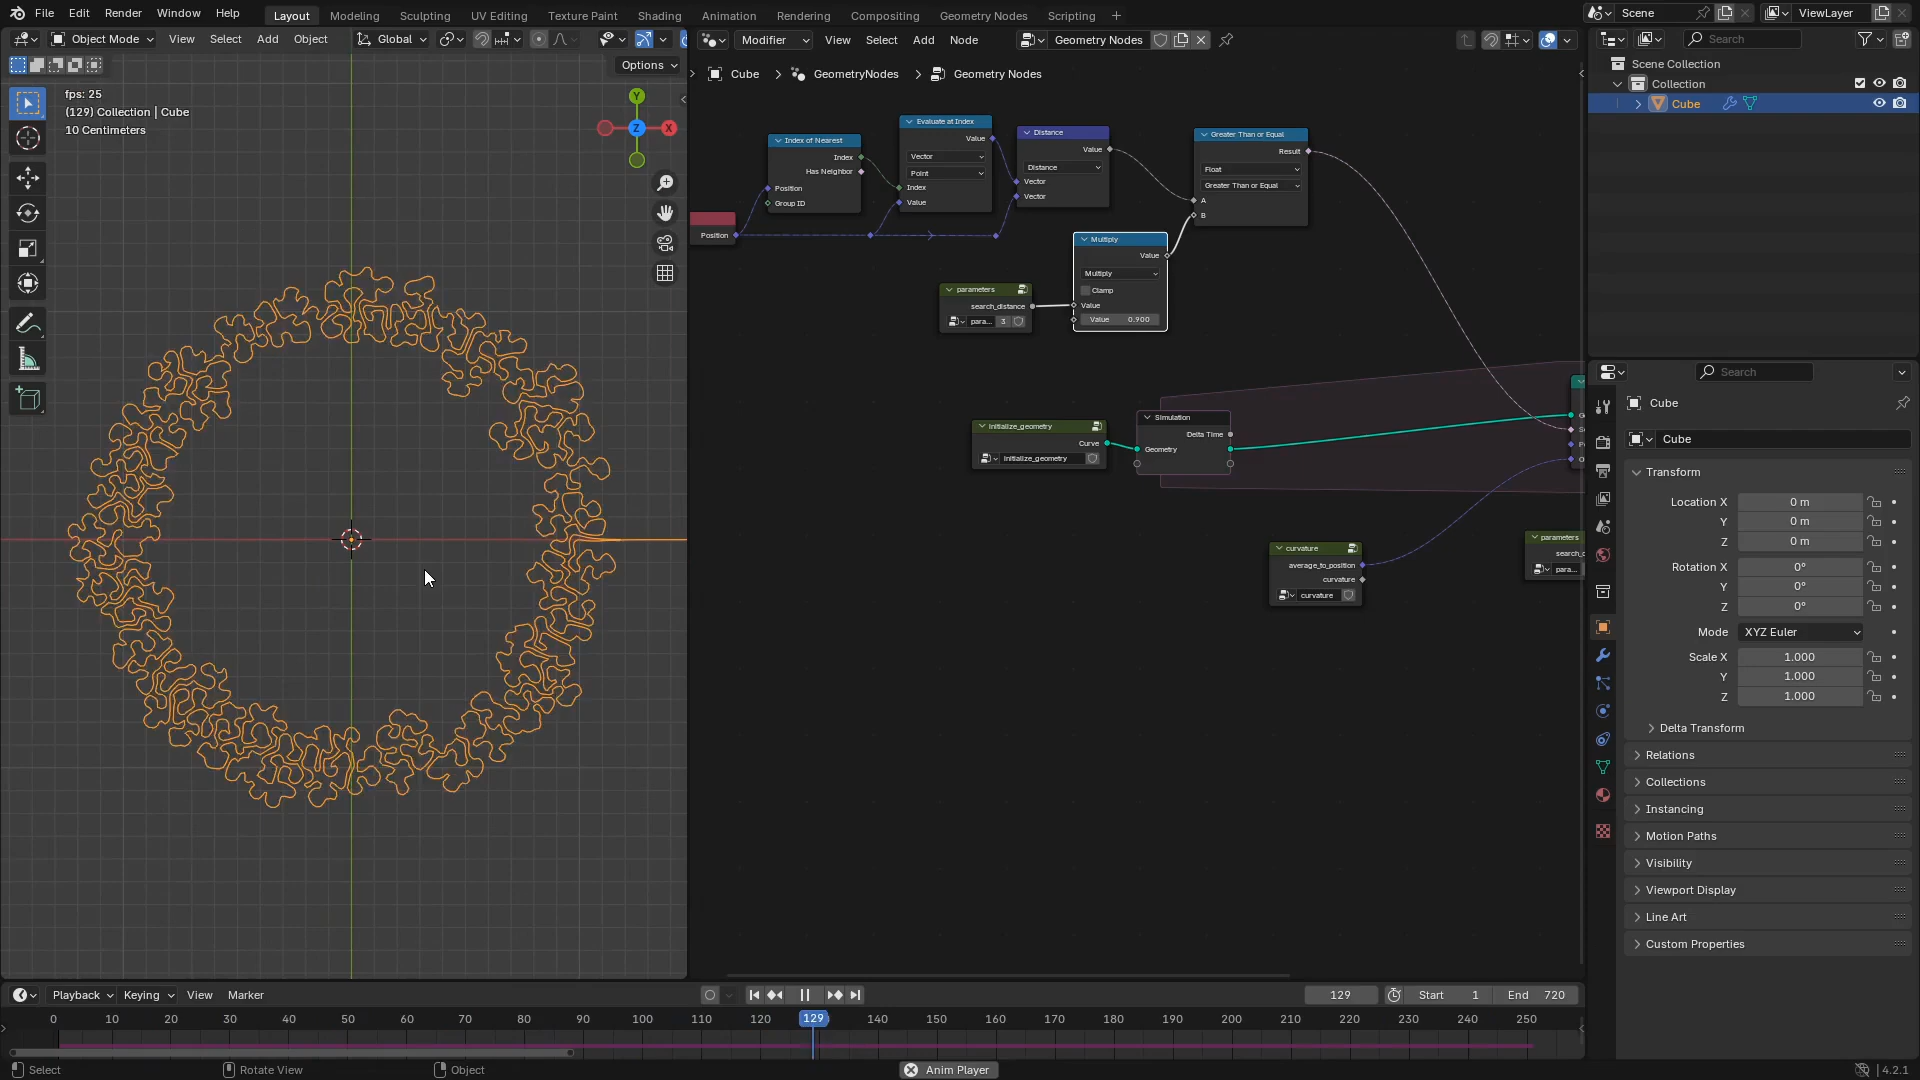 File Edit Render Window Help Layout Modeling Sculpting UV Editing Texture Paint Shading Animation Rendering Compositing Geometry Nodes Scripting + Scene ViewLayer
Object Mode View Select Add Object Global
Modifier View Select Add Node Geometry Nodes
Search
Options
Cube > GeometryNodes > Geometry Nodes
Scene Collection
Collection
Cube
fps: 25
(129) Collection | Cube
10 Centimeters
Y
Z
X
Index of Nearest
Index
Has Neighbor
Position
Group ID
Evaluate at Index
Value
Vector
Point
Index
Value
Distance
Value
Distance
Vector
Vector
Greater Than or Equal
Result
Float
Greater Than or Equal
A
B
Position
Multiply
Value
Multiply
Clamp
Value
Value 0.900
parameters
search_distance
para... 3
initialize_geometry
Curve
initialize_geometry
Simulation
Delta Time
Geometry
curvature
average_to_position
curvature
curvature
parameters
para...
Search
Cube
Cube
Transform
Location X 0 m
Y 0 m
Z 0 m
Rotation X 0°
Y 0°
Z 0°
Mode XYZ Euler
Scale X 1.000
Y 1.000
Z 1.000
Delta Transform
Relations
Collections
Instancing
Motion Paths
Visibility
Viewport Display
Line Art
Custom Properties
Playback Keying View Marker
129 Start 1 End 720
0 10 20 30 40 50 60 70 80 90 100 110 120 129 140 150 160 170 180 190 200 210 220 230 240 250
Select Rotate View Object Anim Player 4.2.1